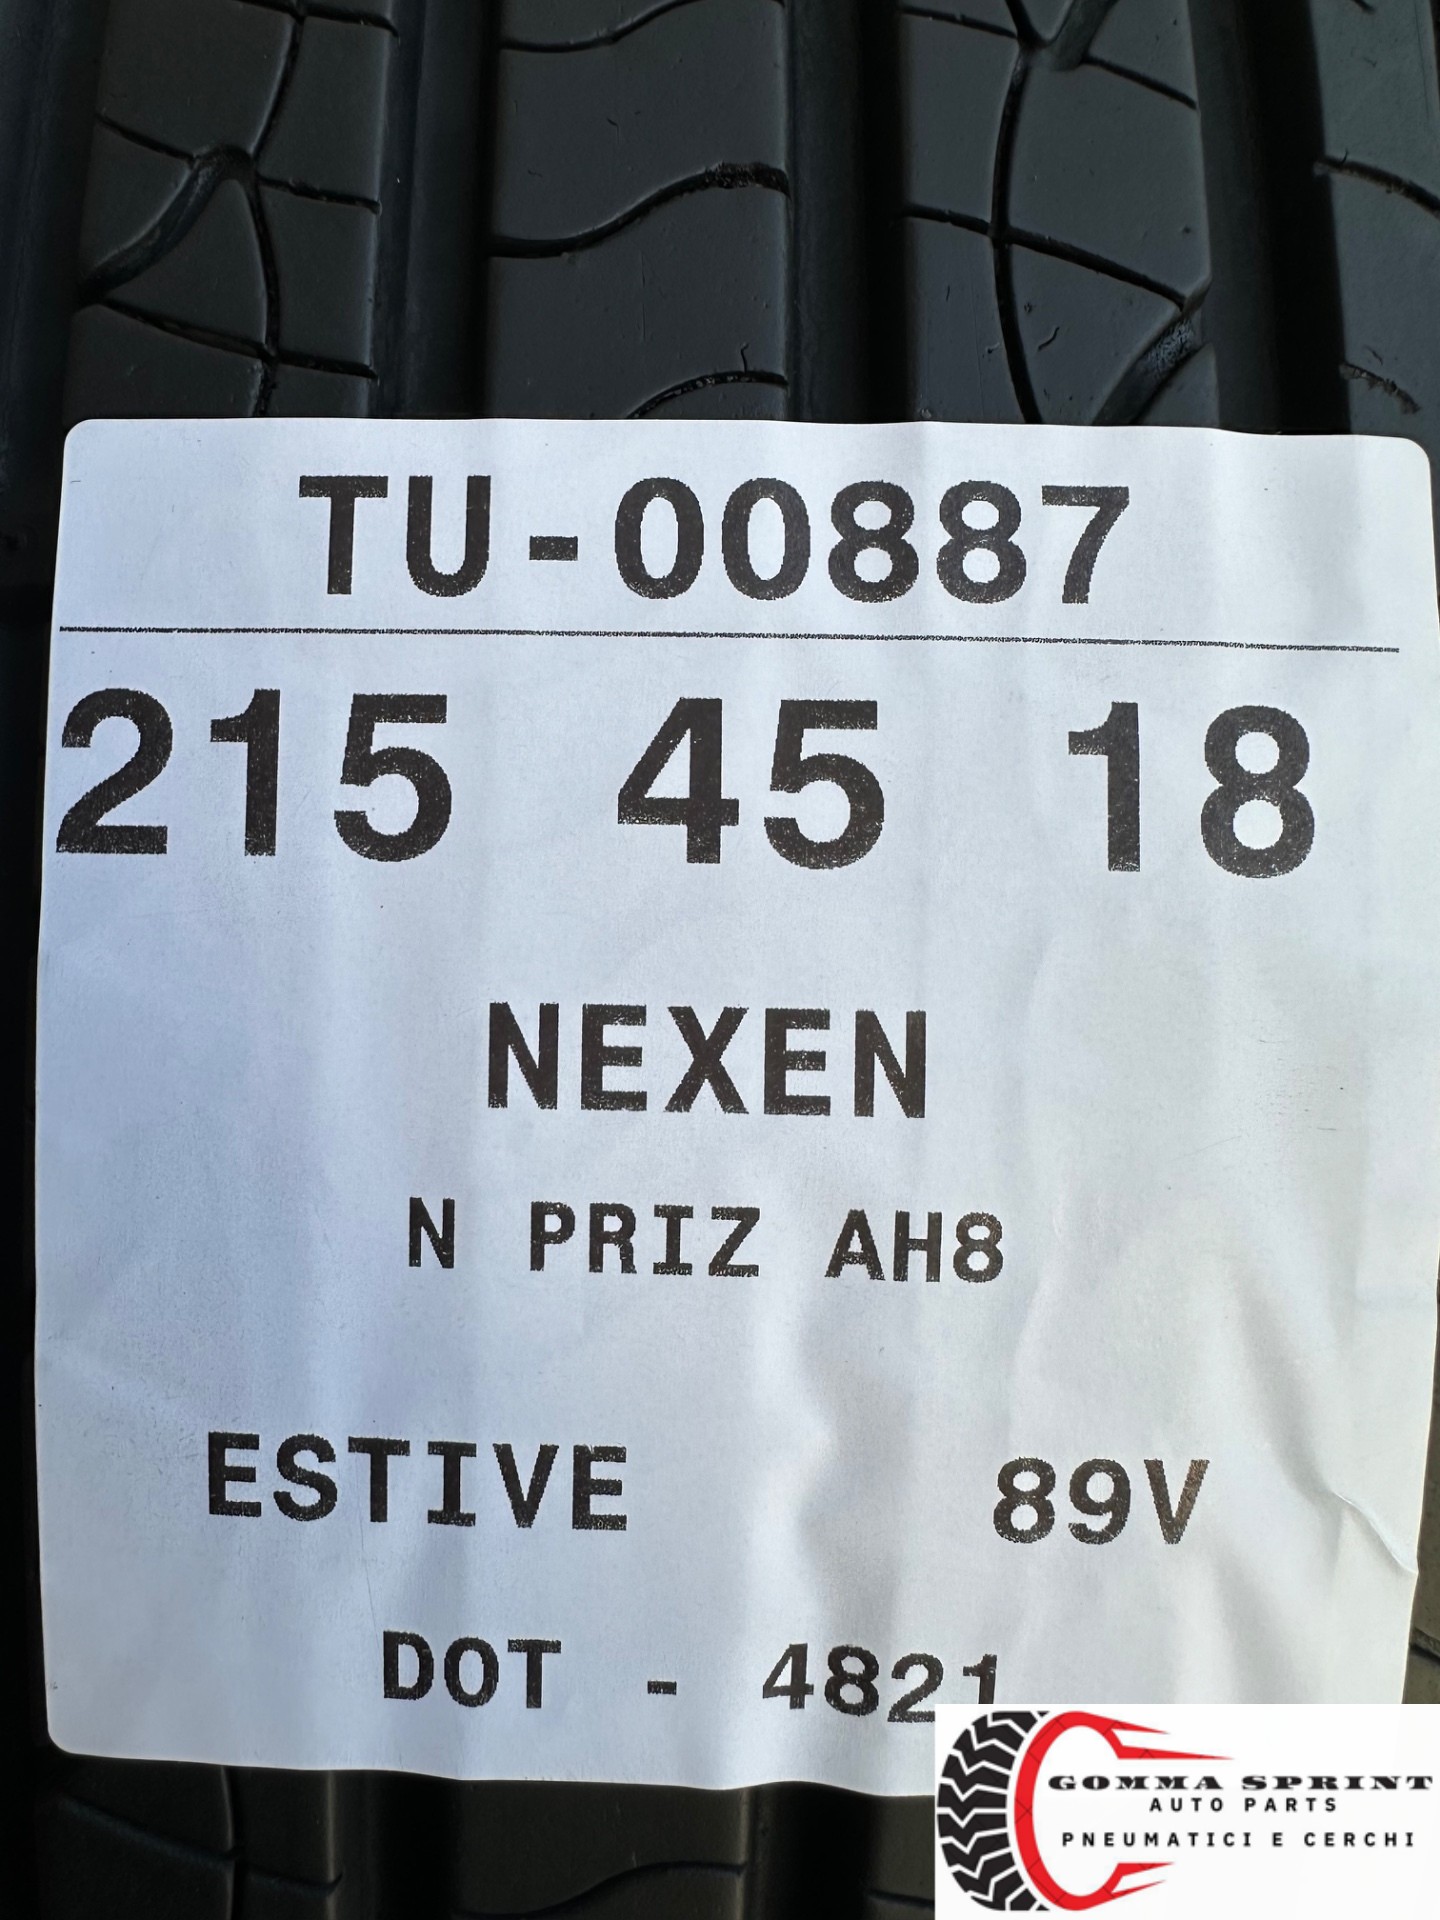 TU-00887
215 45 18
NEXEN
N PRIZ AH8
ESTIVE 89V
DOT - 4821
GOMMA SPRINT
AUTO PARTS
PNEUMATICI E CERCHI